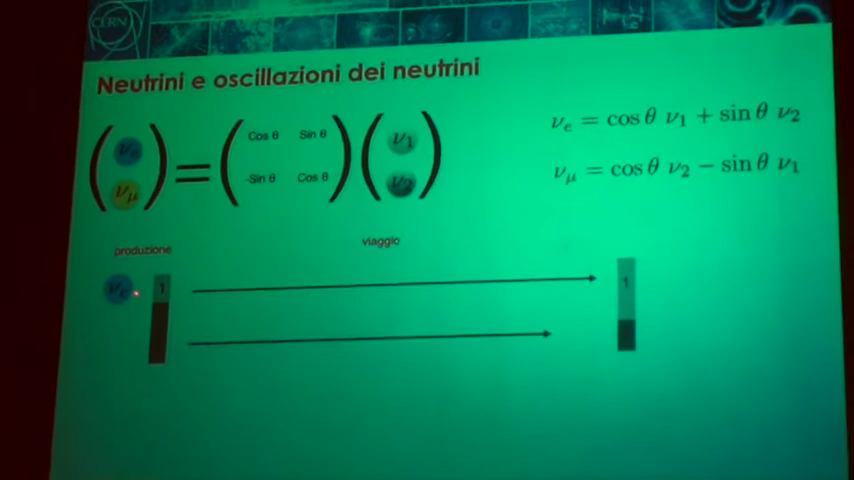 CERN
Neutrini e oscillazioni dei neutrini
νe νμ = Cos θ Sin θ -Sin θ Cos θ ν1 ν2
νe = cos θ ν1 + sin θ ν2
νμ = cos θ ν2 − sin θ ν1
produzione
viaggio
νe 1 1